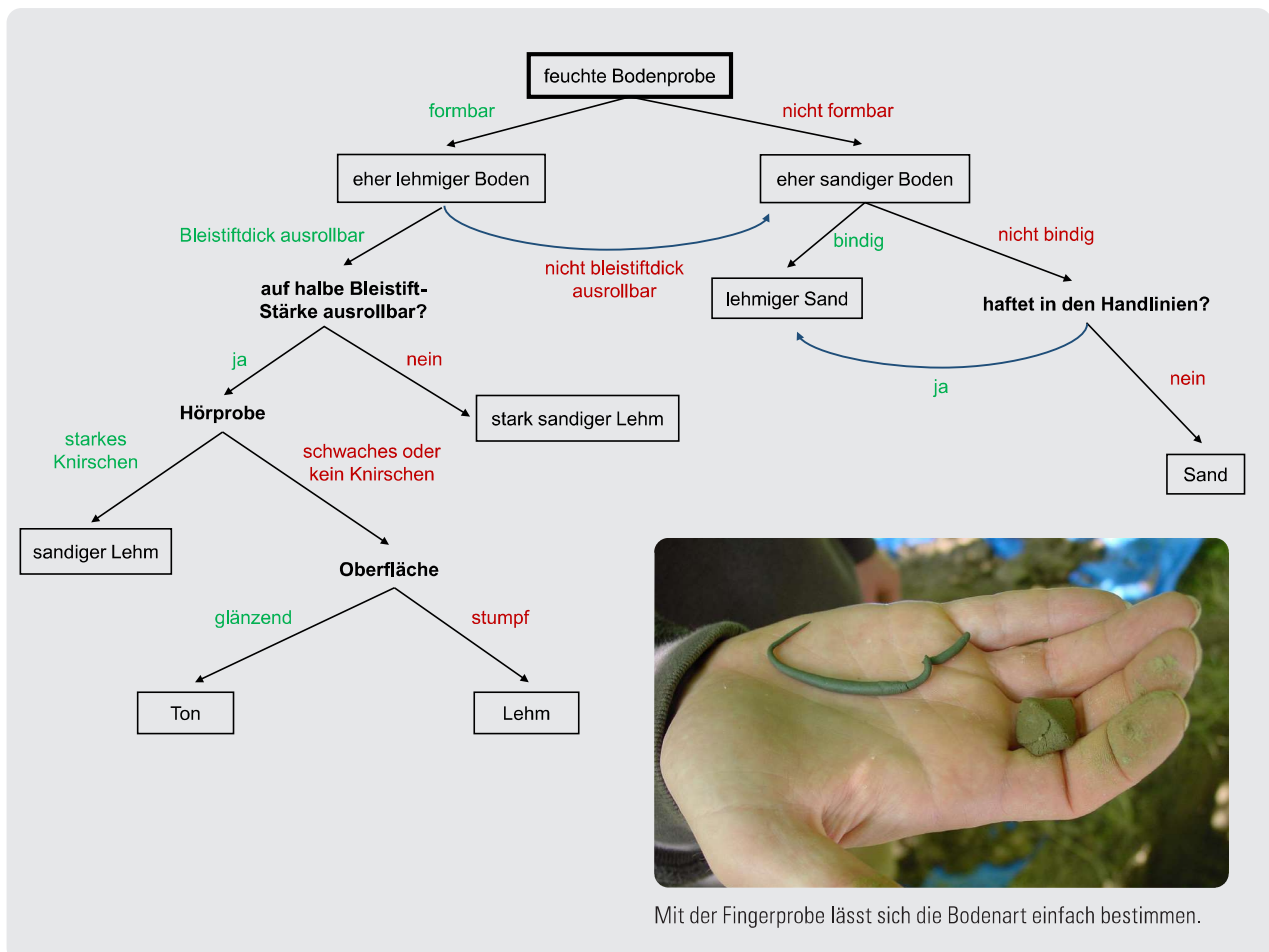 feuchte Bodenprobe
formbar
nicht formbar
eher lehmiger Boden
eher sandiger Boden
Bleistiftdick ausrollbar
nicht bleistiftdick
ausrollbar
bindig
nicht bindig
auf halbe Bleistift-
Stärke ausrollbar?
lehmiger Sand
haftet in den Handlinien?
ja
nein
ja
nein
Hörprobe
stark sandiger Lehm
starkes
Knirschen
schwaches oder
kein Knirschen
Sand
sandiger Lehm
Oberfläche
glänzend
stumpf
Ton
Lehm
Mit der Fingerprobe lässt sich die Bodenart einfach bestimmen.